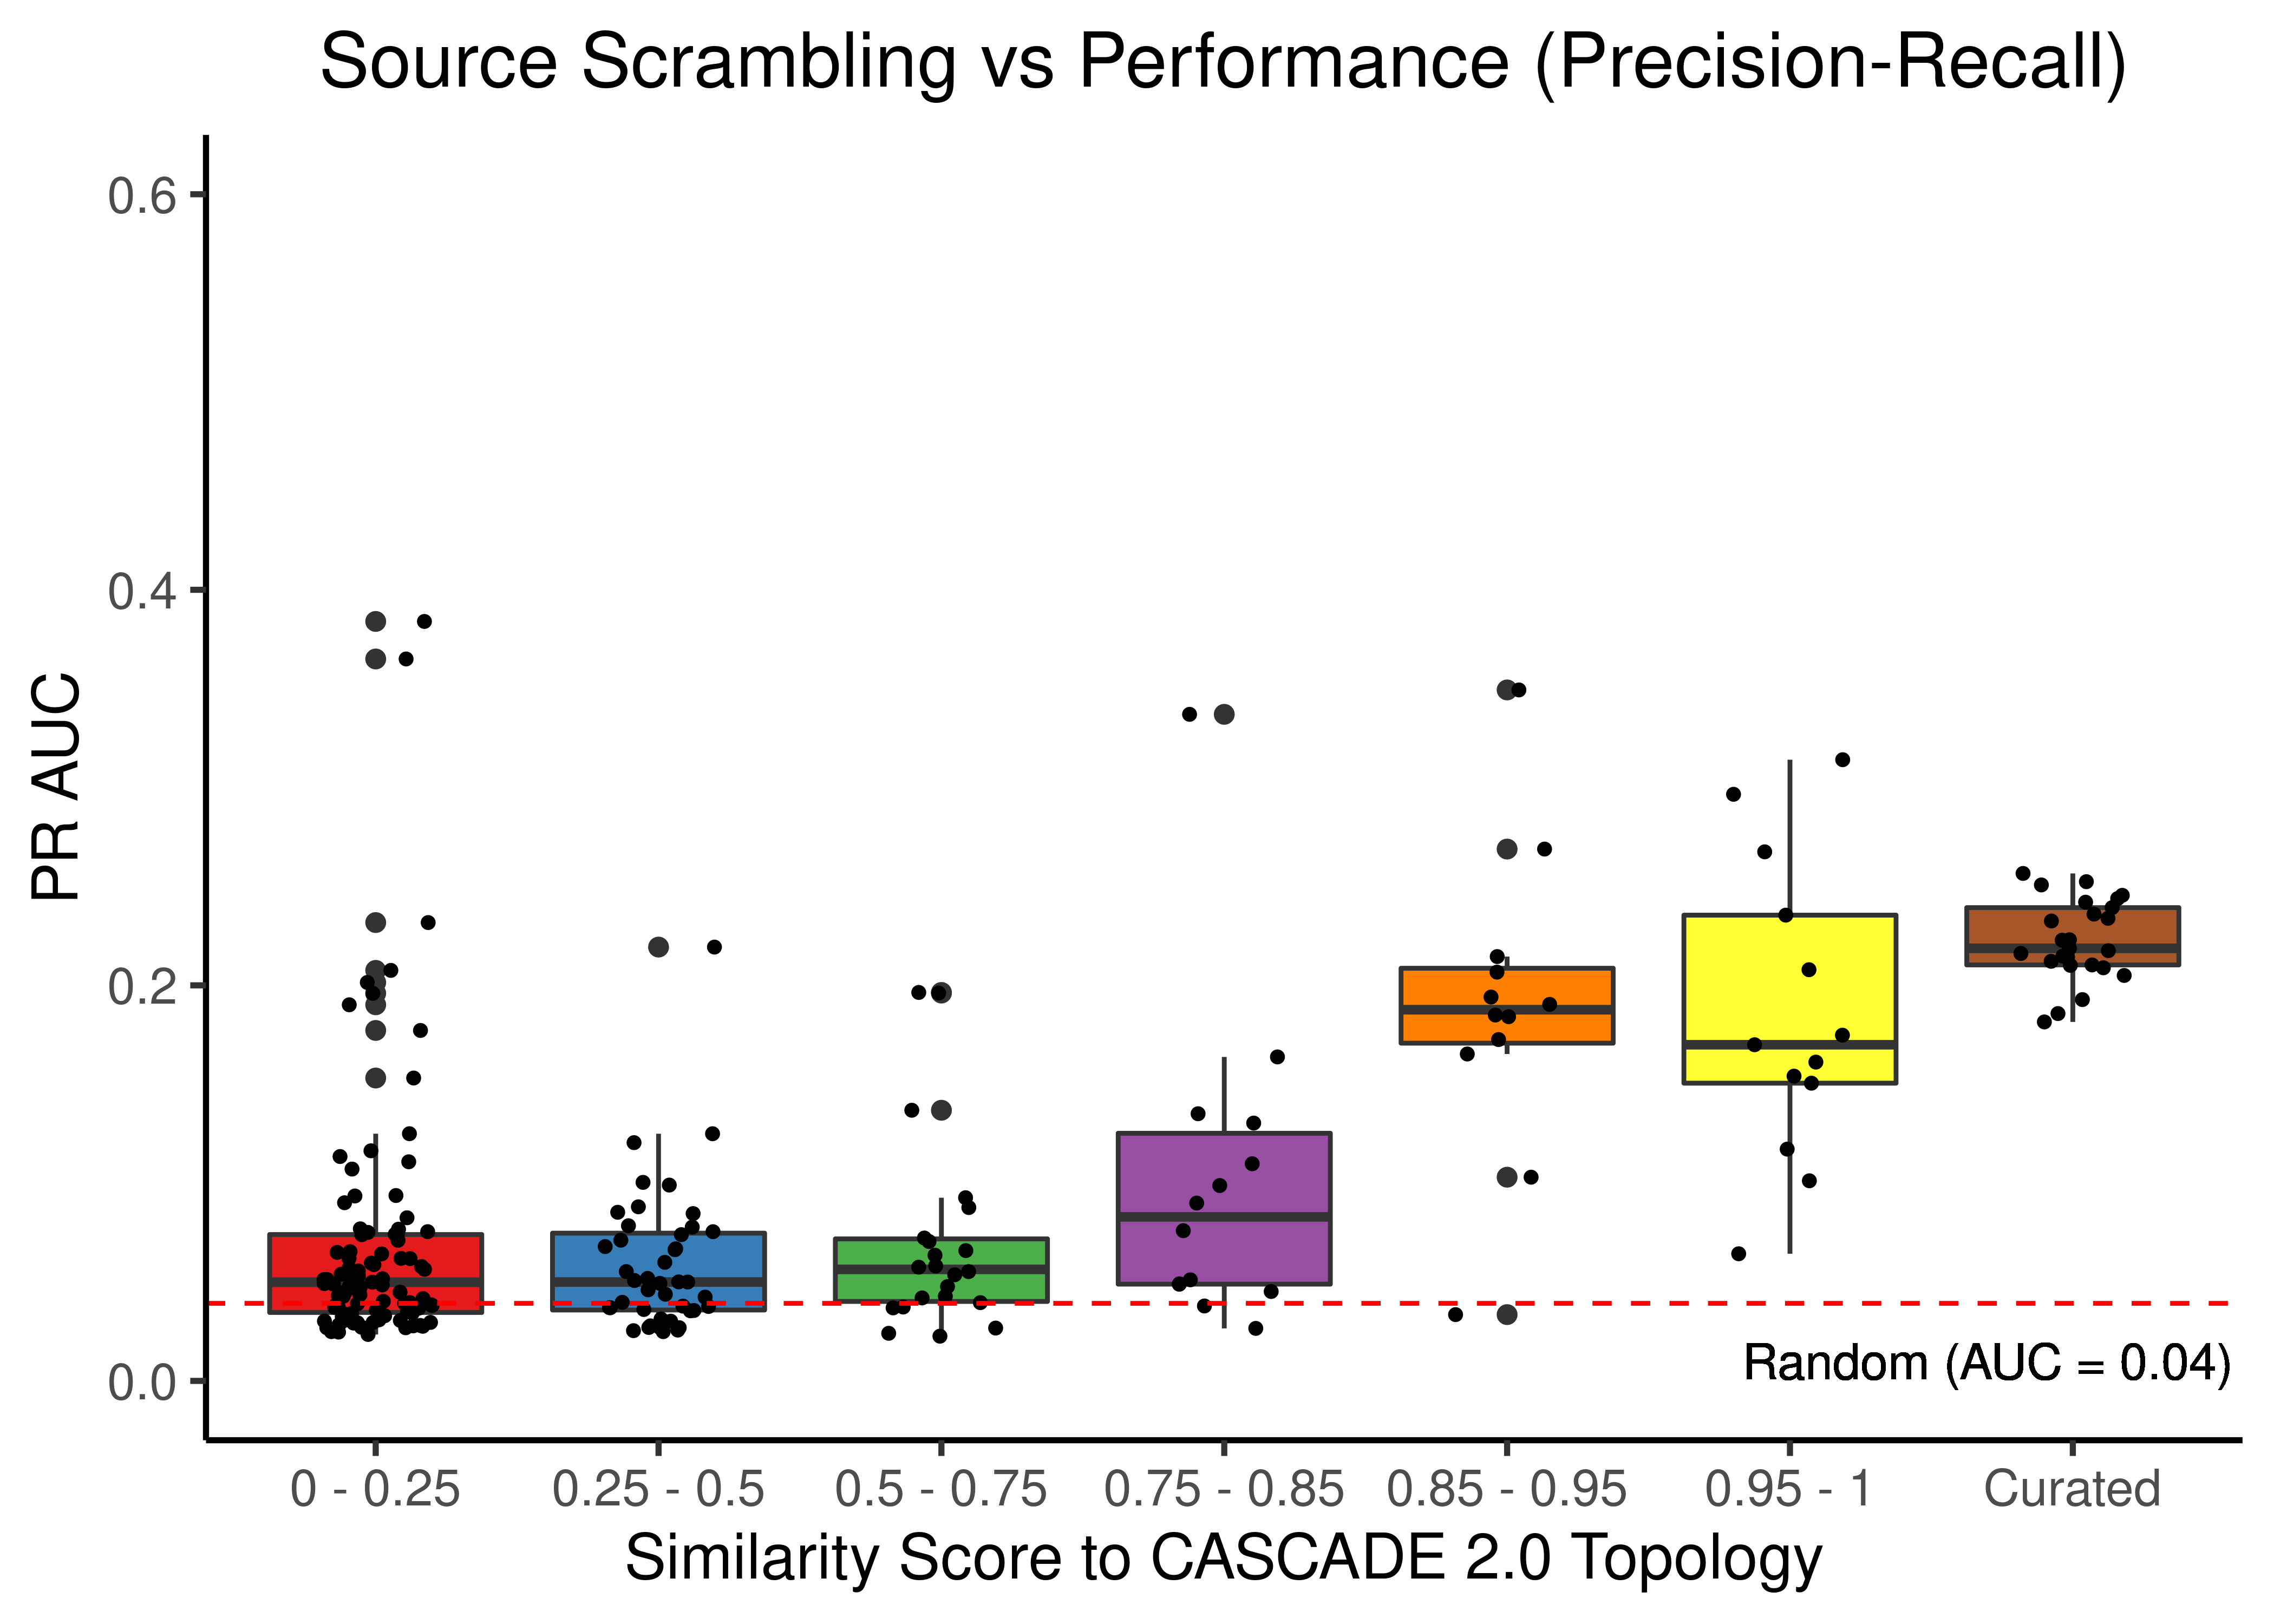 Source Scrambling vs Performance (Precision-Recall)
PR AUC
0.6
0.4
0.2
0.0
Random (AUC = 0.04)
0 - 0.25
0.25 - 0.5
0.5 - 0.75
0.75 - 0.85
0.85 - 0.95
0.95 - 1
Curated
Similarity Score to CASCADE 2.0 Topology